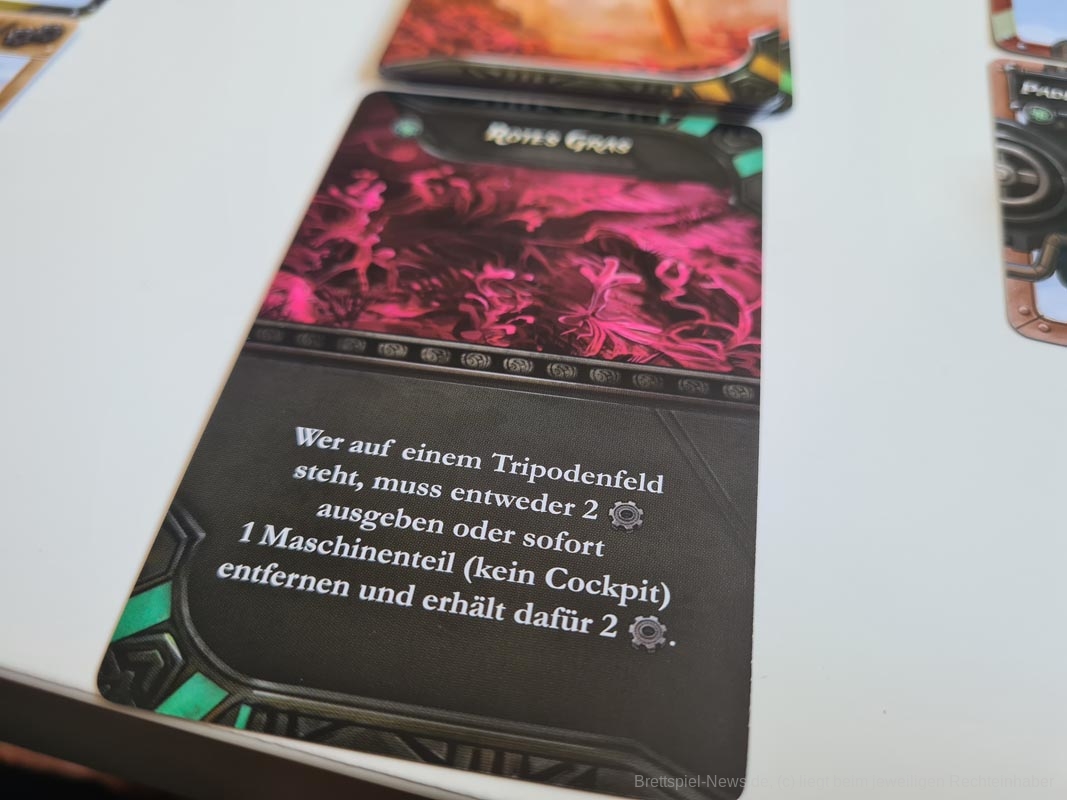 Rotes Gras
Wer auf einem Tripodenfeld
steht, muss entweder 2
ausgeben oder sofort
1 Maschinenteil (kein Cockpit)
entfernen und erhält dafür 2 .